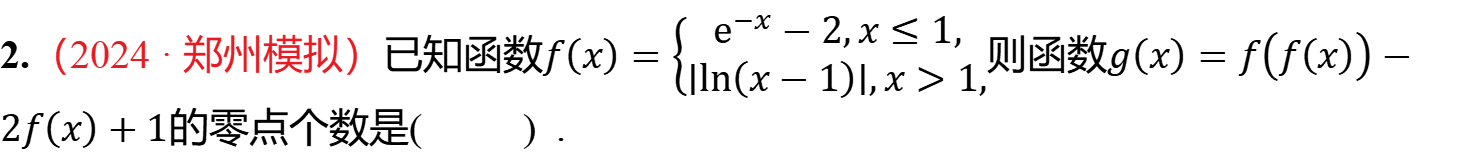 2.（2024 · 郑州模拟）已知函数f(x) = { e^{−x} − 2, x ≤ 1, |ln(x − 1)|, x > 1, 则函数g(x) = f(f(x)) −
2f(x) + 1的零点个数是(　　) .